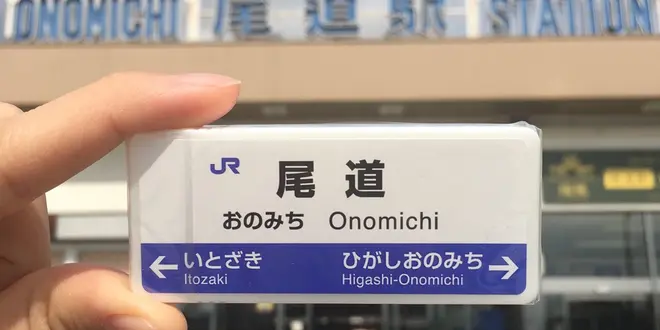 ONOMICHI 尾道駅 STATION
JR 尾道
おのみち Onomichi
←いとざき ひがしおのみち→
Itozaki Higashi-Onomichi